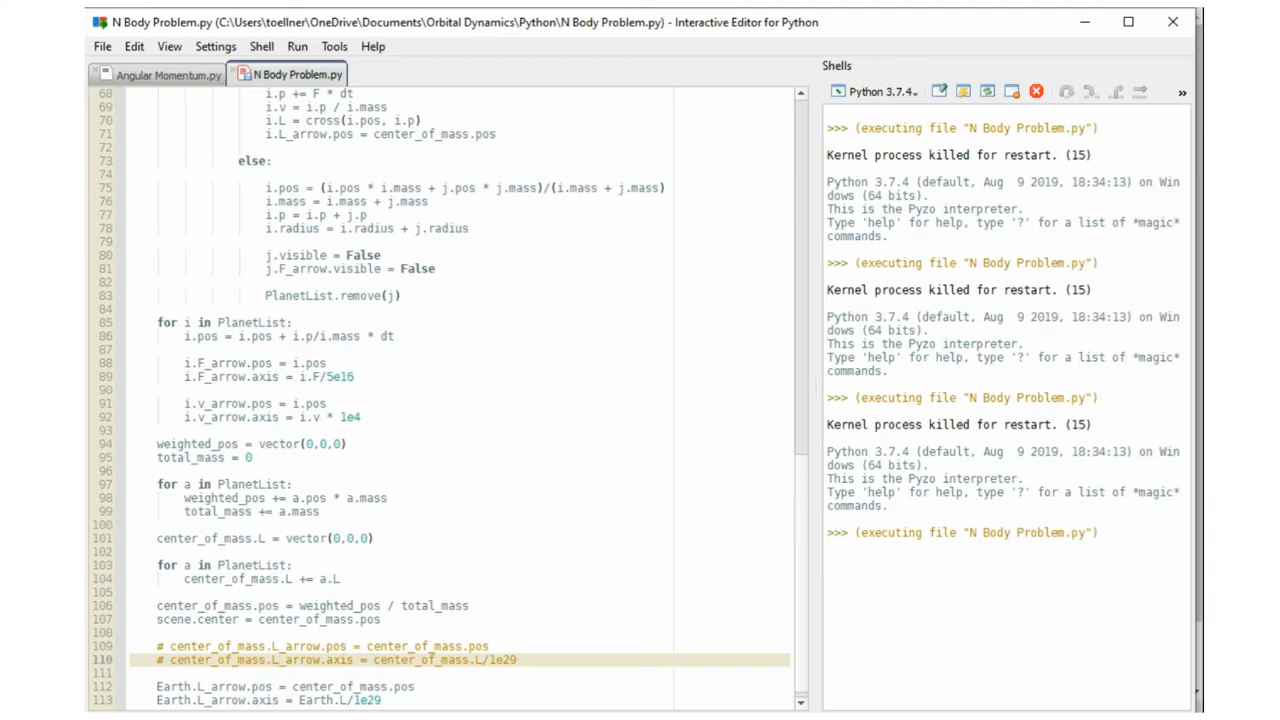 N Body Problem.py (C:\Users\toellner\OneDrive\Documents\Orbital Dynamics\Python\N Body Problem.py) - Interactive Editor for Python
File Edit View Settings Shell Run Tools Help
Angular Momentum.py N Body Problem.py
68 i.p += F * dt
69 i.v = i.p / i.mass
70 i.L = cross(i.pos, i.p)
71 i.L_arrow.pos = center_of_mass.pos
72
73 else:
74
75 i.pos = (i.pos * i.mass + j.pos * j.mass)/(i.mass + j.mass)
76 i.mass = i.mass + j.mass
77 i.p = i.p + j.p
78 i.radius = i.radius + j.radius
79
80 j.visible = False
81 j.F_arrow.visible = False
82
83 PlanetList.remove(j)
84
85 for i in PlanetList:
86 i.pos = i.pos + i.p/i.mass * dt
87
88 i.F_arrow.pos = i.pos
89 i.F_arrow.axis = i.F/5e16
90
91 i.v_arrow.pos = i.pos
92 i.v_arrow.axis = i.v * 1e4
93
94 weighted_pos = vector(0,0,0)
95 total_mass = 0
96
97 for a in PlanetList:
98 weighted_pos += a.pos * a.mass
99 total_mass += a.mass
100
101 center_of_mass.L = vector(0,0,0)
102
103 for a in PlanetList:
104 center_of_mass.L += a.L
105
106 center_of_mass.pos = weighted_pos / total_mass
107 scene.center = center_of_mass.pos
108
109 # center_of_mass.L_arrow.pos = center_of_mass.pos
110 # center_of_mass.L_arrow.axis = center_of_mass.L/1e29
111
112 Earth.L_arrow.pos = center_of_mass.pos
113 Earth.L_arrow.axis = Earth.L/1e29
Shells
Python 3.7.4
>>> (executing file "N Body Problem.py")
Kernel process killed for restart. (15)
Python 3.7.4 (default, Aug 9 2019, 18:34:13) on Win
dows (64 bits).
This is the Pyzo interpreter.
Type 'help' for help, type '?' for a list of *magic*
commands.
>>> (executing file "N Body Problem.py")
Kernel process killed for restart. (15)
Python 3.7.4 (default, Aug 9 2019, 18:34:13) on Win
dows (64 bits).
This is the Pyzo interpreter.
Type 'help' for help, type '?' for a list of *magic*
commands.
>>> (executing file "N Body Problem.py")
Kernel process killed for restart. (15)
Python 3.7.4 (default, Aug 9 2019, 18:34:13) on Win
dows (64 bits).
This is the Pyzo interpreter.
Type 'help' for help, type '?' for a list of *magic*
commands.
>>> (executing file "N Body Problem.py")